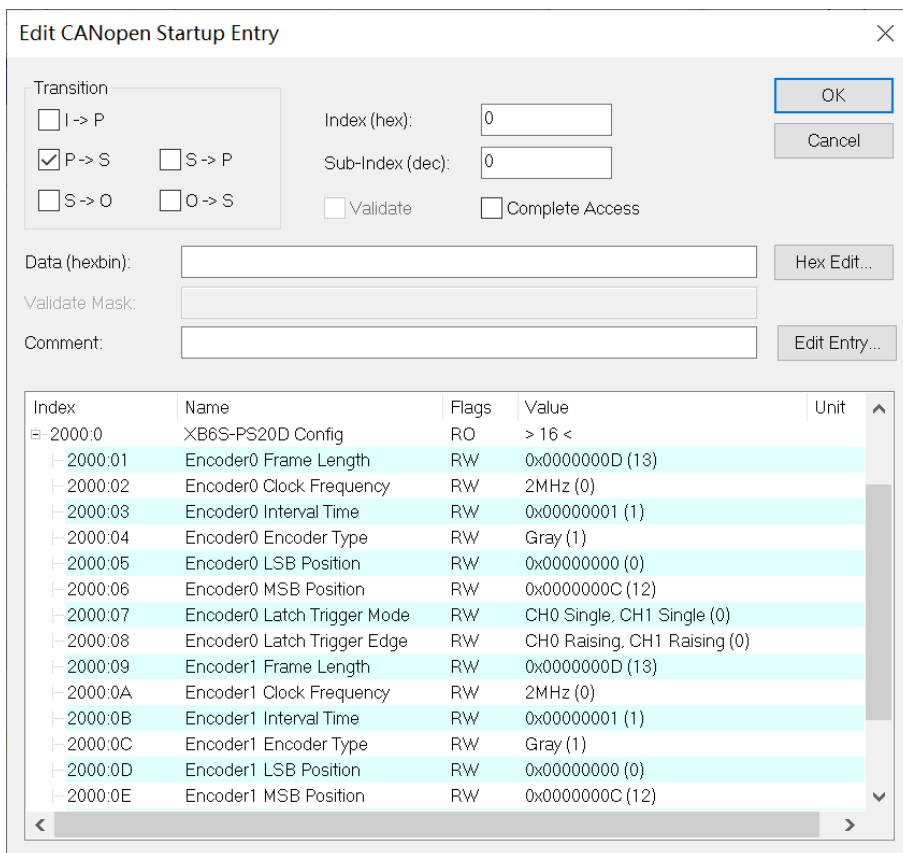 Edit CANopen Startup Entry
Transition
I -> P
P -> S
S -> P
S -> O
O -> S
Index (hex): 0
Sub-Index (dec): 0
Validate
Complete Access
OK
Cancel
Data (hexbin):
Hex Edit...
Validate Mask:
Comment:
Edit Entry...
Index Name Flags Value Unit
2000:0 XB6S-PS20D Config RO > 16 <
2000:01 Encoder0 Frame Length RW 0x0000000D (13)
2000:02 Encoder0 Clock Frequency RW 2MHz (0)
2000:03 Encoder0 Interval Time RW 0x00000001 (1)
2000:04 Encoder0 Encoder Type RW Gray (1)
2000:05 Encoder0 LSB Position RW 0x00000000 (0)
2000:06 Encoder0 MSB Position RW 0x0000000C (12)
2000:07 Encoder0 Latch Trigger Mode RW CH0 Single, CH1 Single (0)
2000:08 Encoder0 Latch Trigger Edge RW CH0 Raising, CH1 Raising (0)
2000:09 Encoder1 Frame Length RW 0x0000000D (13)
2000:0A Encoder1 Clock Frequency RW 2MHz (0)
2000:0B Encoder1 Interval Time RW 0x00000001 (1)
2000:0C Encoder1 Encoder Type RW Gray (1)
2000:0D Encoder1 LSB Position RW 0x00000000 (0)
2000:0E Encoder1 MSB Position RW 0x0000000C (12)